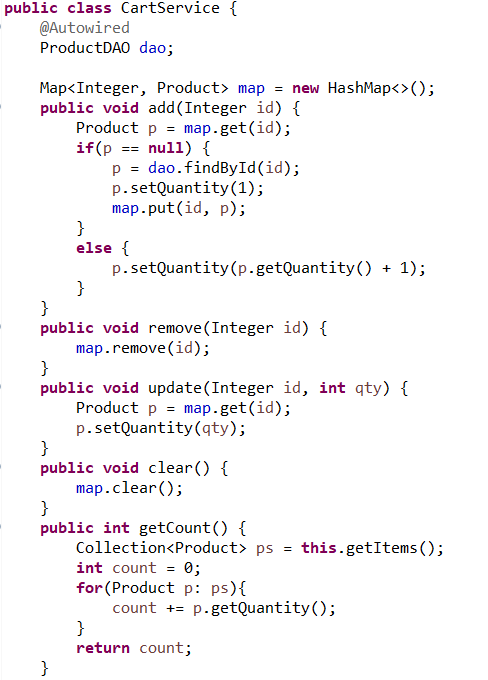 public class CartService {
    @Autowired
    ProductDAO dao;

    Map<Integer, Product> map = new HashMap<>();
    public void add(Integer id) {
        Product p = map.get(id);
        if(p == null) {
            p = dao.findById(id);
            p.setQuantity(1);
            map.put(id, p);
        }
        else {
            p.setQuantity(p.getQuantity() + 1);
        }
    }
    public void remove(Integer id) {
        map.remove(id);
    }
    public void update(Integer id, int qty) {
        Product p = map.get(id);
        p.setQuantity(qty);
    }
    public void clear() {
        map.clear();
    }
    public int getCount() {
        Collection<Product> ps = this.getItems();
        int count = 0;
        for(Product p: ps){
            count += p.getQuantity();
        }
        return count;
    }